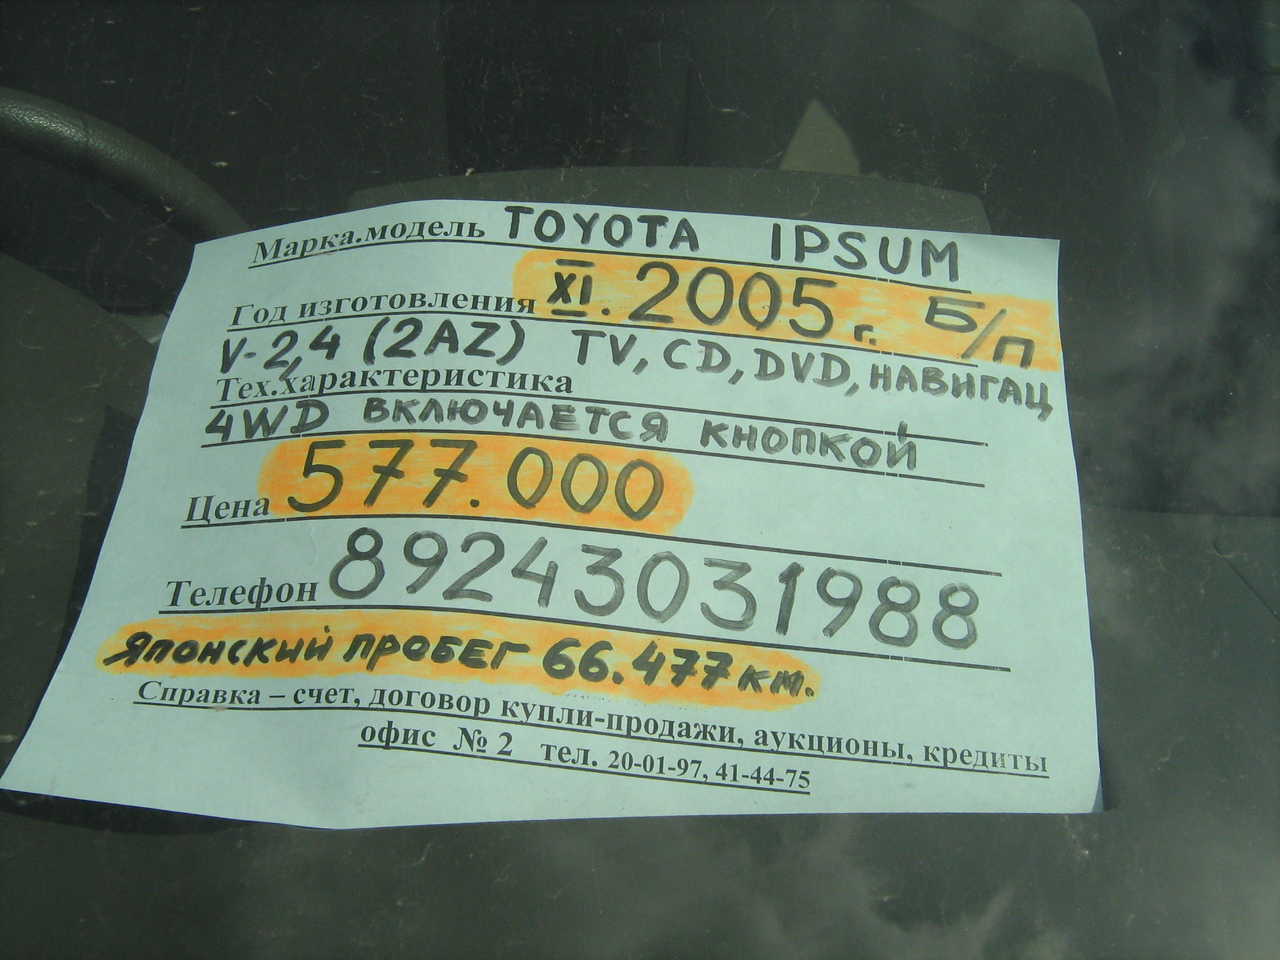 Марка.модель TOYOTA IPSUM
Год изготовления XI.2005г. Б/П
V-2,4 (2AZ) TV, CD, DVD, НАВИГАЦ
Тех.характеристика
4WD ВКЛЮЧАЕТСЯ КНОПКОЙ
Цена 577.000
Телефон 89243031988
ЯПОНСКИЙ ПРОБЕГ 66.477 км.
Справка – счет, договор купли-продажи, аукционы, кредиты
офис № 2 тел. 20-01-97, 41-44-75